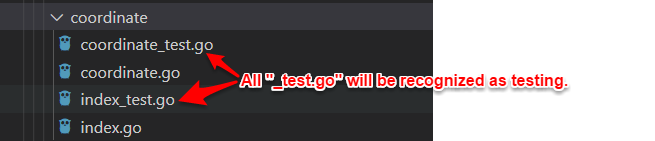 coordinate
coordinate_test.go
coordinate.go
All "_test.go" will be recognized as testing.
index_test.go
index.go